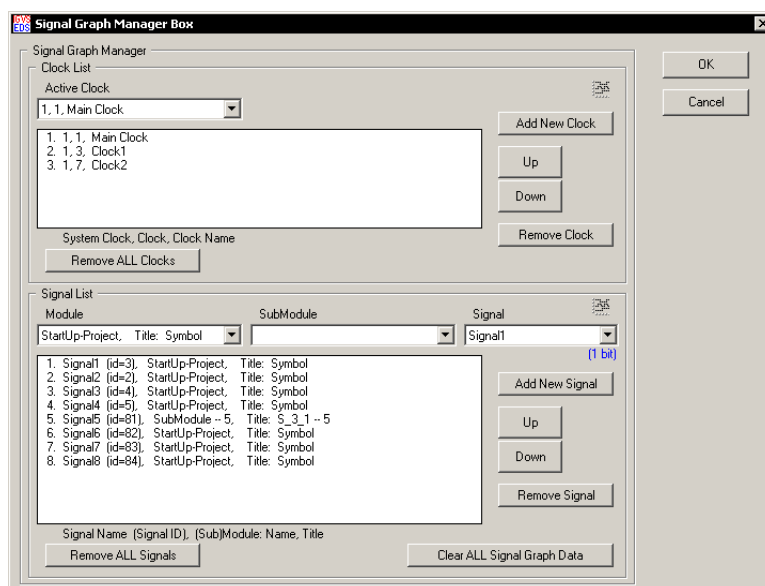 IGVS
EDS
Signal Graph Manager Box
Signal Graph Manager
OK
Cancel
Clock List
Active Clock
1, 1, Main Clock
Add New Clock
1. 1, 1, Main Clock
2. 1, 3, Clock1
3. 1, 7, Clock2
Up
Down
System Clock, Clock, Clock Name
Remove Clock
Remove ALL Clocks
Signal List
Module SubModule Signal
StartUp-Project, Title: Symbol Signal1
(1 bit)
1. Signal1 (id=3), StartUp-Project, Title: Symbol
2. Signal2 (id=2), StartUp-Project, Title: Symbol
3. Signal3 (id=4), StartUp-Project, Title: Symbol
4. Signal4 (id=5), StartUp-Project, Title: Symbol
5. Signal5 (id=81), SubModule -- 5, Title: S_3_1 -- 5
6. Signal6 (id=82), StartUp-Project, Title: Symbol
7. Signal7 (id=83), StartUp-Project, Title: Symbol
8. Signal8 (id=84), StartUp-Project, Title: Symbol
Add New Signal
Up
Down
Remove Signal
Signal Name (Signal ID), (Sub)Module: Name, Title
Remove ALL Signals Clear ALL Signal Graph Data